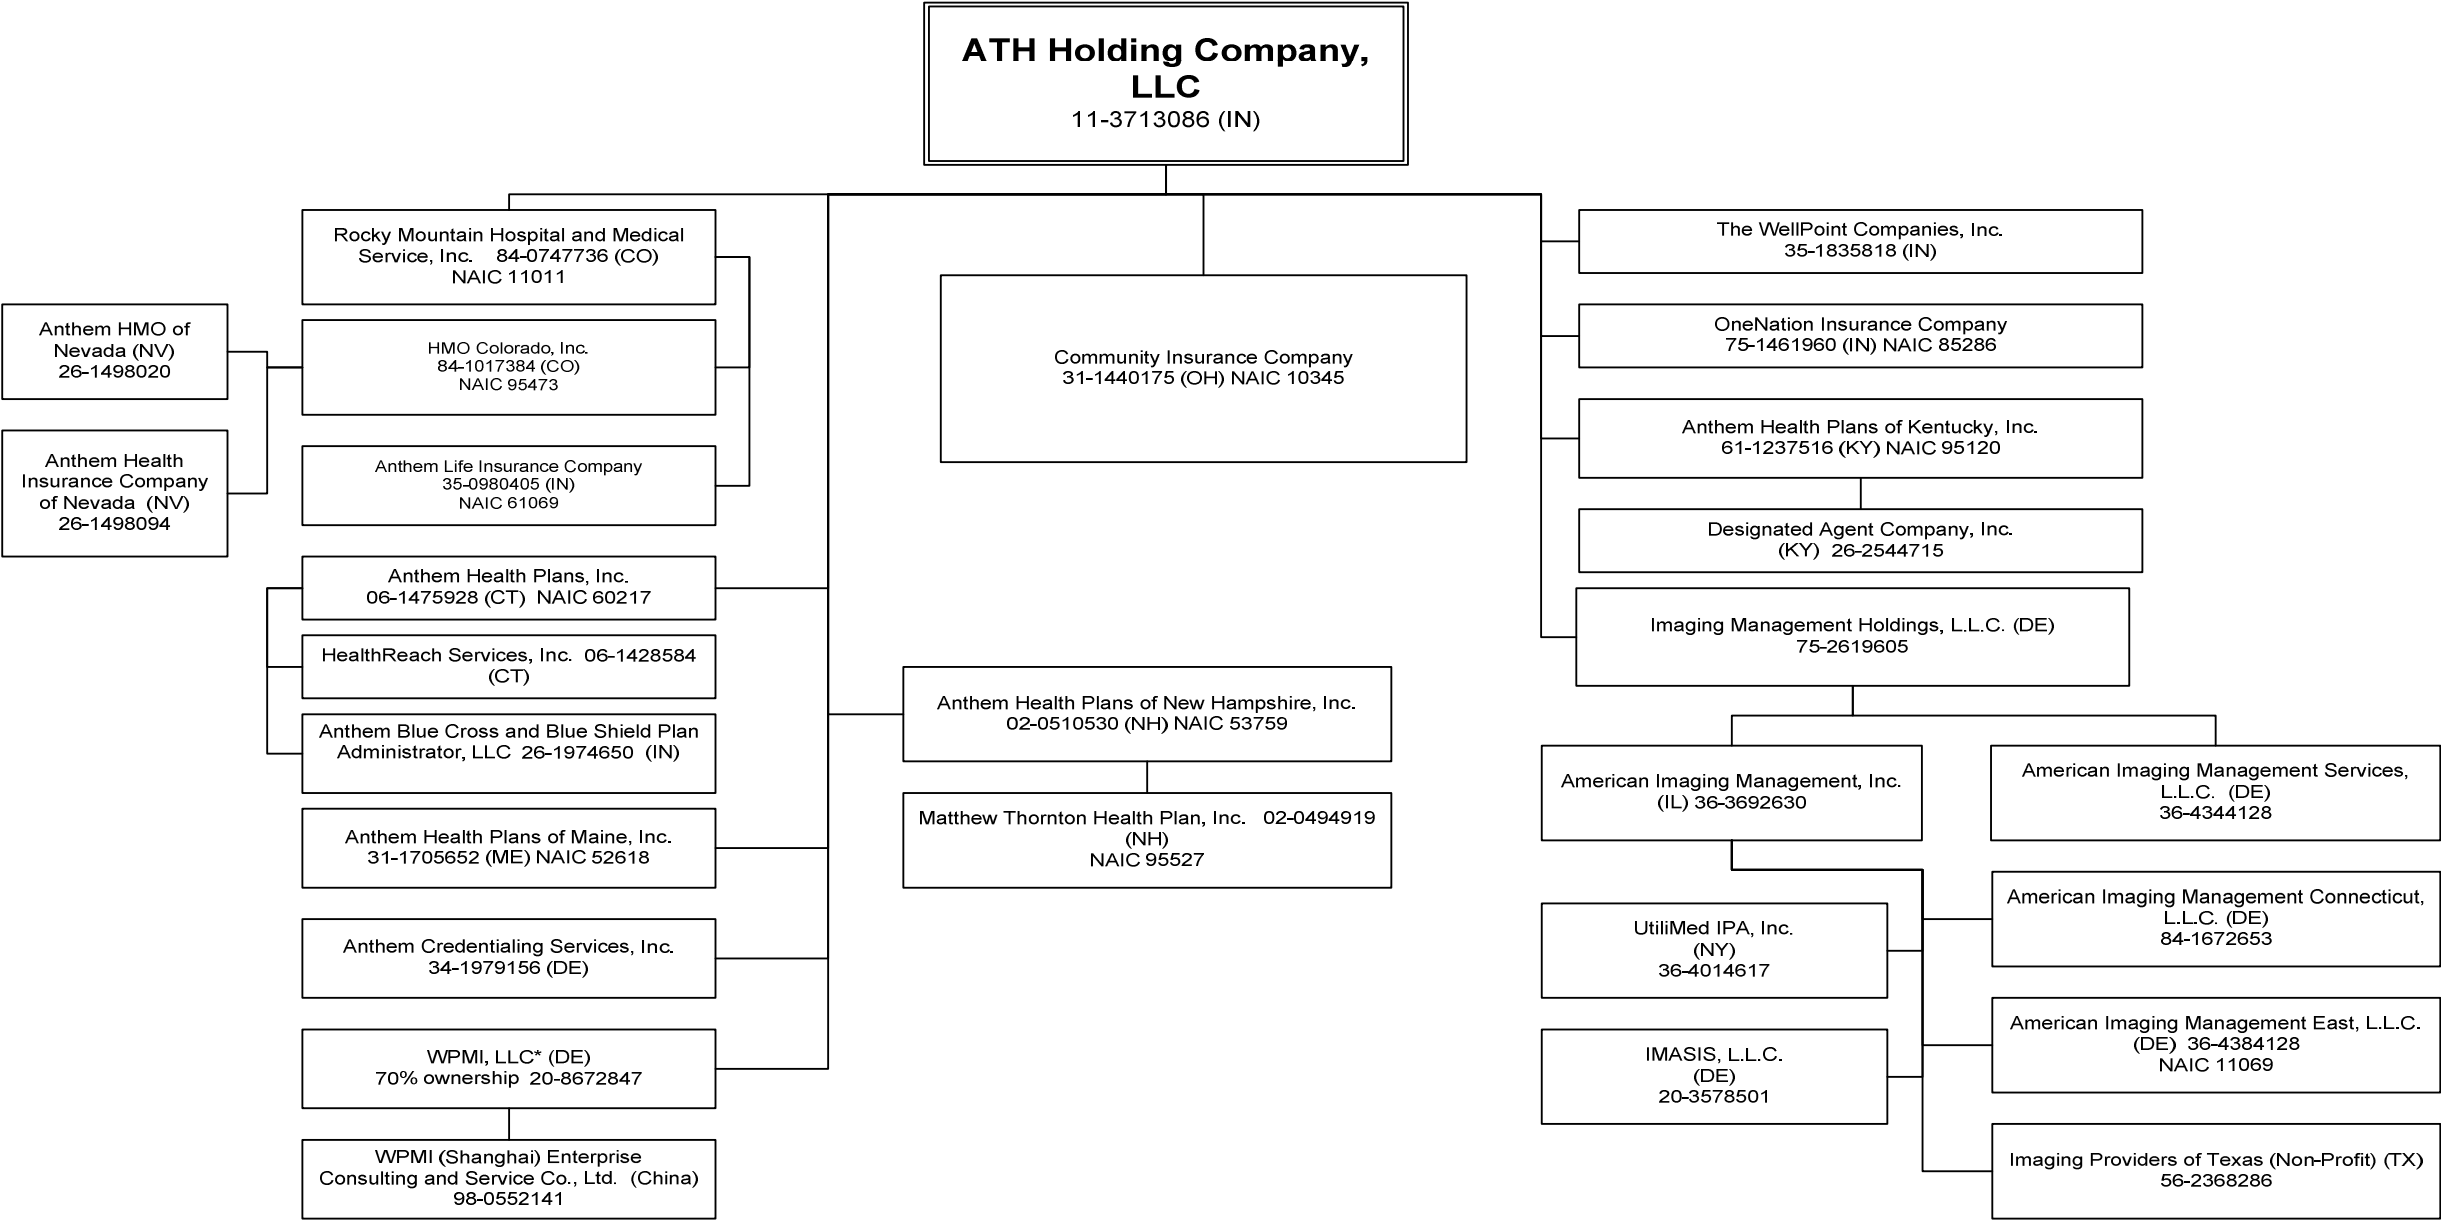 ATH Holding Company,
LLC
11-3713086 (IN)
Rocky Mountain Hospital and Medical
Service, Inc. 84-0747736 (CO)
NAIC 11011
HMO Colorado, Inc.
84-1017384 (CO)
NAIC 95473
Anthem HMO of
Nevada (NV)
26-1498020
Anthem Health
Insurance Company
of Nevada (NV)
26-1498094
Anthem Life Insurance Company
35-0980405 (IN)
NAIC 61069
Anthem Health Plans, Inc.
06-1475928 (CT) NAIC 60217
HealthReach Services, Inc. 06-1428584
(CT)
Anthem Blue Cross and Blue Shield Plan
Administrator, LLC 26-1974650 (IN)
Anthem Health Plans of Maine, Inc.
31-1705652 (ME) NAIC 52618
Anthem Credentialing Services, Inc.
34-1979156 (DE)
WPMI, LLC* (DE)
70% ownership 20-8672847
WPMI (Shanghai) Enterprise
Consulting and Service Co., Ltd. (China)
98-0552141
Community Insurance Company
31-1440175 (OH) NAIC 10345
Anthem Health Plans of New Hampshire, Inc.
02-0510530 (NH) NAIC 53759
Matthew Thornton Health Plan, Inc. 02-0494919
(NH)
NAIC 95527
The WellPoint Companies, Inc.
35-1835818 (IN)
OneNation Insurance Company
75-1461960 (IN) NAIC 85286
Anthem Health Plans of Kentucky, Inc.
61-1237516 (KY) NAIC 95120
Designated Agent Company, Inc.
(KY) 26-2544715
Imaging Management Holdings, L.L.C. (DE)
75-2619605
American Imaging Management, Inc.
(IL) 36-3692630
American Imaging Management Services,
L.L.C. (DE)
36-4344128
UtiliMed IPA, Inc.
(NY)
36-4014617
IMASIS, L.L.C.
(DE)
20-3578501
American Imaging Management Connecticut,
L.L.C. (DE)
84-1672653
American Imaging Management East, L.L.C.
(DE) 36-4384128
NAIC 11069
Imaging Providers of Texas (Non-Profit) (TX)
56-2368286